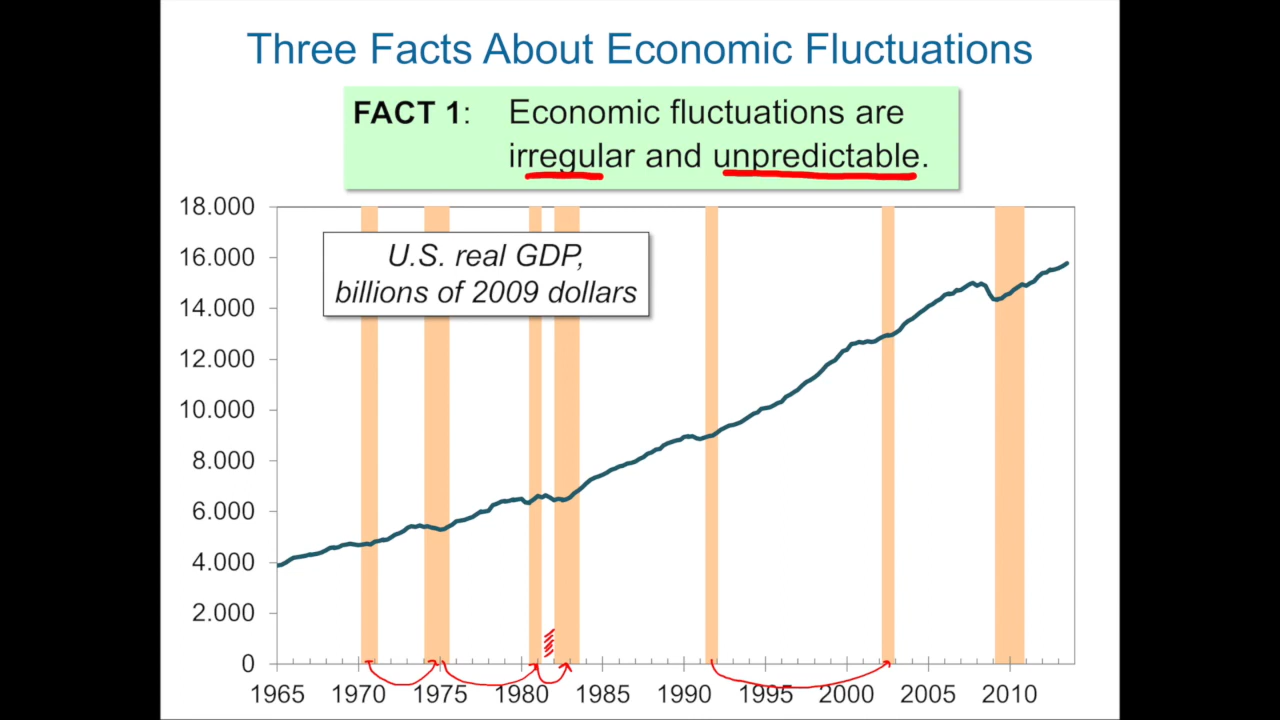 Three Facts About Economic Fluctuations
FACT 1: Economic fluctuations are
irregular and unpredictable.
U.S. real GDP,
billions of 2009 dollars
18.000
16.000
14.000
12.000
10.000
8.000
6.000
4.000
2.000
0
1965 1970 1975 1980 1985 1990 1995 2000 2005 2010